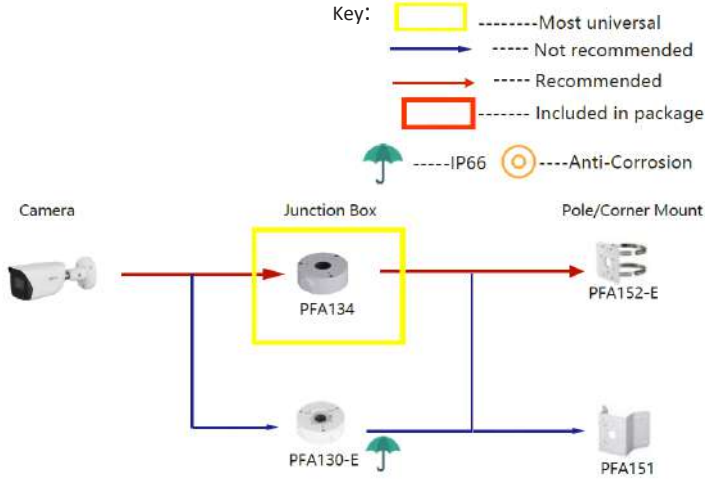 Key:
------Most universal
----- Not recommended
----- Recommended
------- Included in package
-----IP66
----Anti-Corrosion
Camera
Junction Box
Pole/Corner Mount
PFA134
PFA152-E
PFA130-E
PFA151